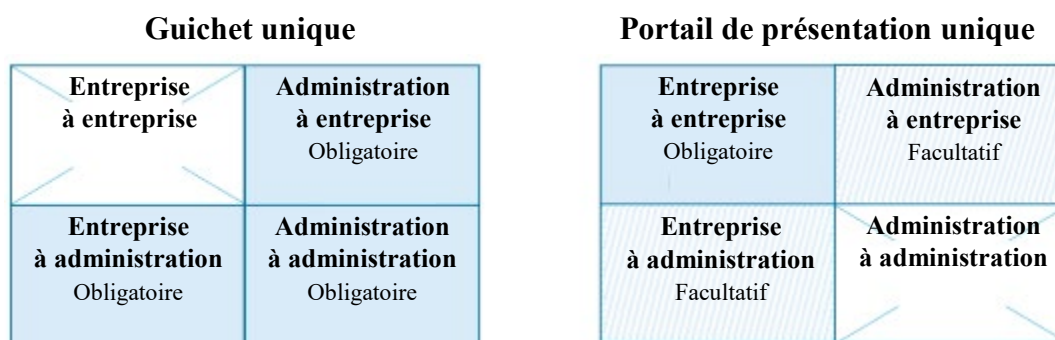 Guichet unique
Entreprise
à entreprise
Administration
à entreprise
Obligatoire
Entreprise
à administration
Obligatoire
Administration
à administration
Obligatoire
Portail de présentation unique
Entreprise
à entreprise
Obligatoire
Administration
à entreprise
Facultatif
Entreprise
à administration
Facultatif
Administration
à administration